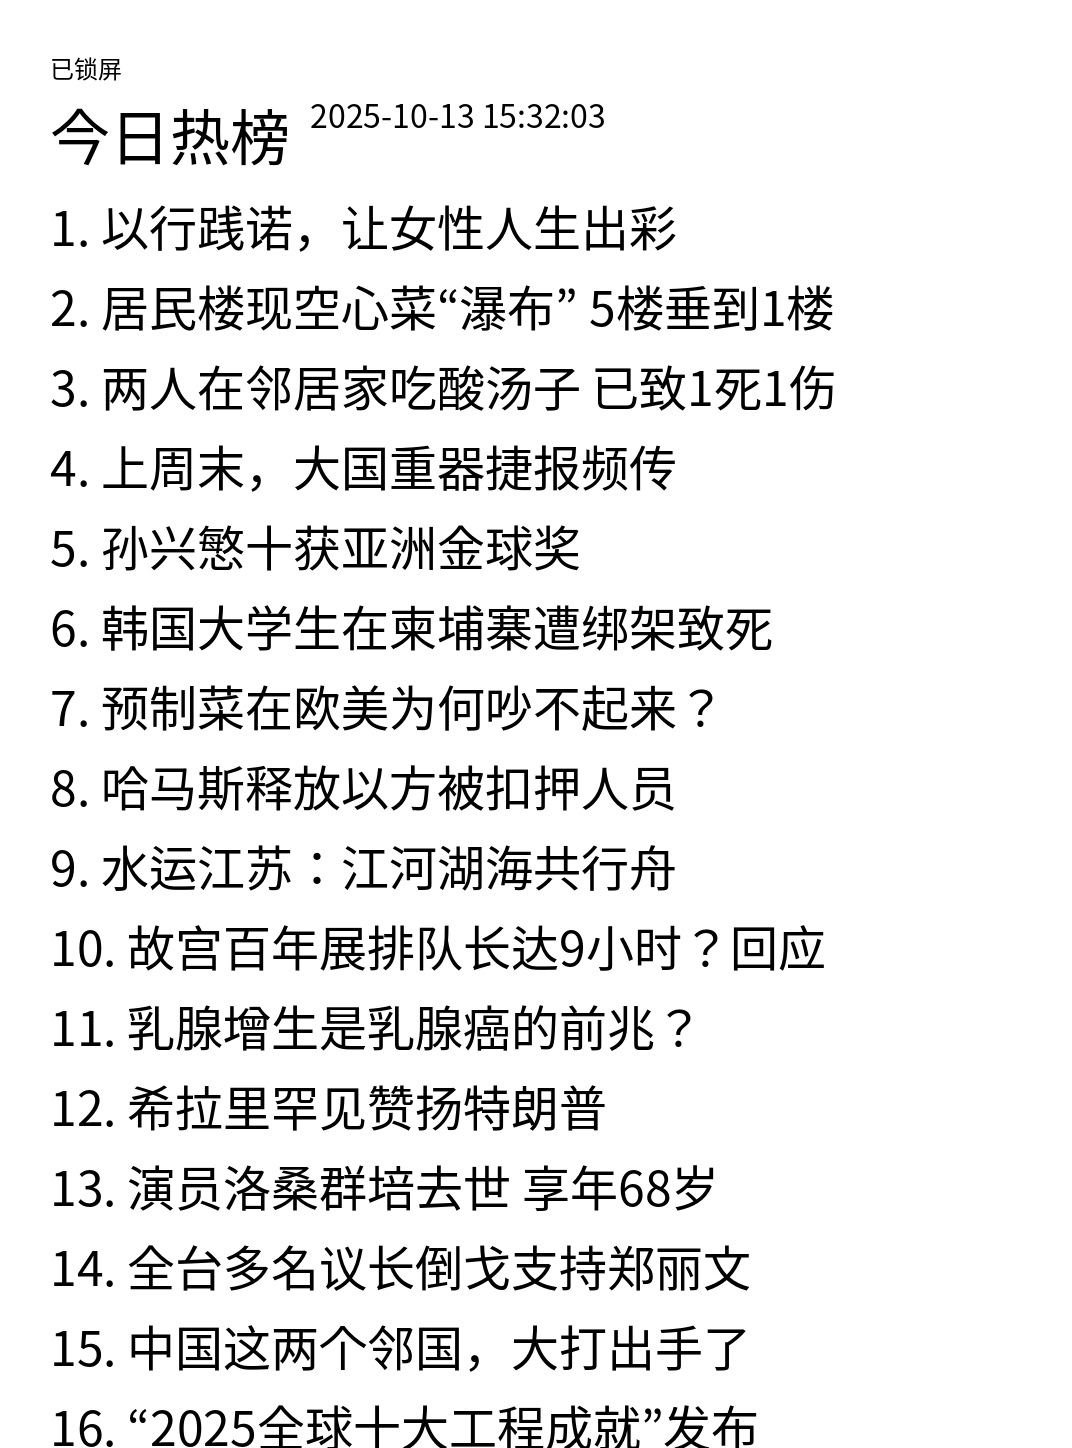 已锁屏
今日热榜 2025-10-13 15:32:03
1. 以行践诺，让女性人生出彩
2. 居民楼现空心菜“瀑布” 5楼垂到1楼
3. 两人在邻居家吃酸汤子 已致1死1伤
4. 上周末，大国重器捷报频传
5. 孙兴慜十获亚洲金球奖
6. 韩国大学生在柬埔寨遭绑架致死
7. 预制菜在欧美为何吵不起来？
8. 哈马斯释放以方被扣押人员
9. 水运江苏：江河湖海共行舟
10. 故宫百年展排队长达9小时？回应
11. 乳腺增生是乳腺癌的前兆？
12. 希拉里罕见赞扬特朗普
13. 演员洛桑群培去世 享年68岁
14. 全台多名议长倒戈支持郑丽文
15. 中国这两个邻国，大打出手了
16. “2025全球十大工程成就”发布